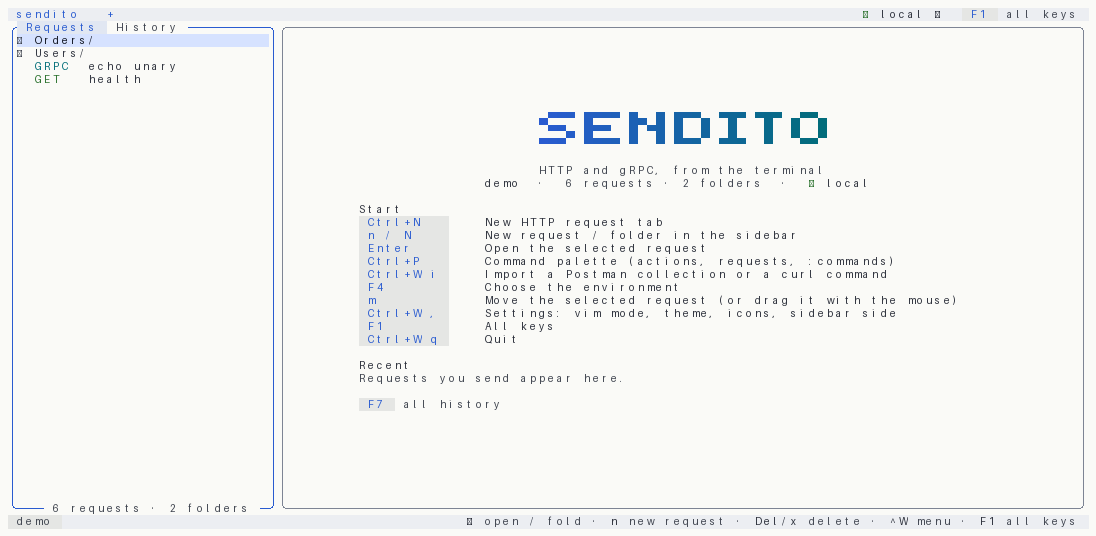 sendito +
local F1 all keys
Requests History
Orders/
Users/
GRPC echo unary
GET health
SENDITO
HTTP and gRPC, from the terminal
demo · 6 requests · 2 folders · local
Start
Ctrl+N New HTTP request tab
n / N New request / folder in the sidebar
Enter Open the selected request
Ctrl+P Command palette (actions, requests, :commands)
Ctrl+W i Import a Postman collection or a curl command
F4 Choose the environment
m Move the selected request (or drag it with the mouse)
Ctrl+W , Settings: vim mode, theme, icons, sidebar side
F1 All keys
Ctrl+W q Quit
Recent
Requests you send appear here.
F7 all history
6 requests · 2 folders
demo
open / fold · n new request · Del/x delete · ^W menu · F1 all keys